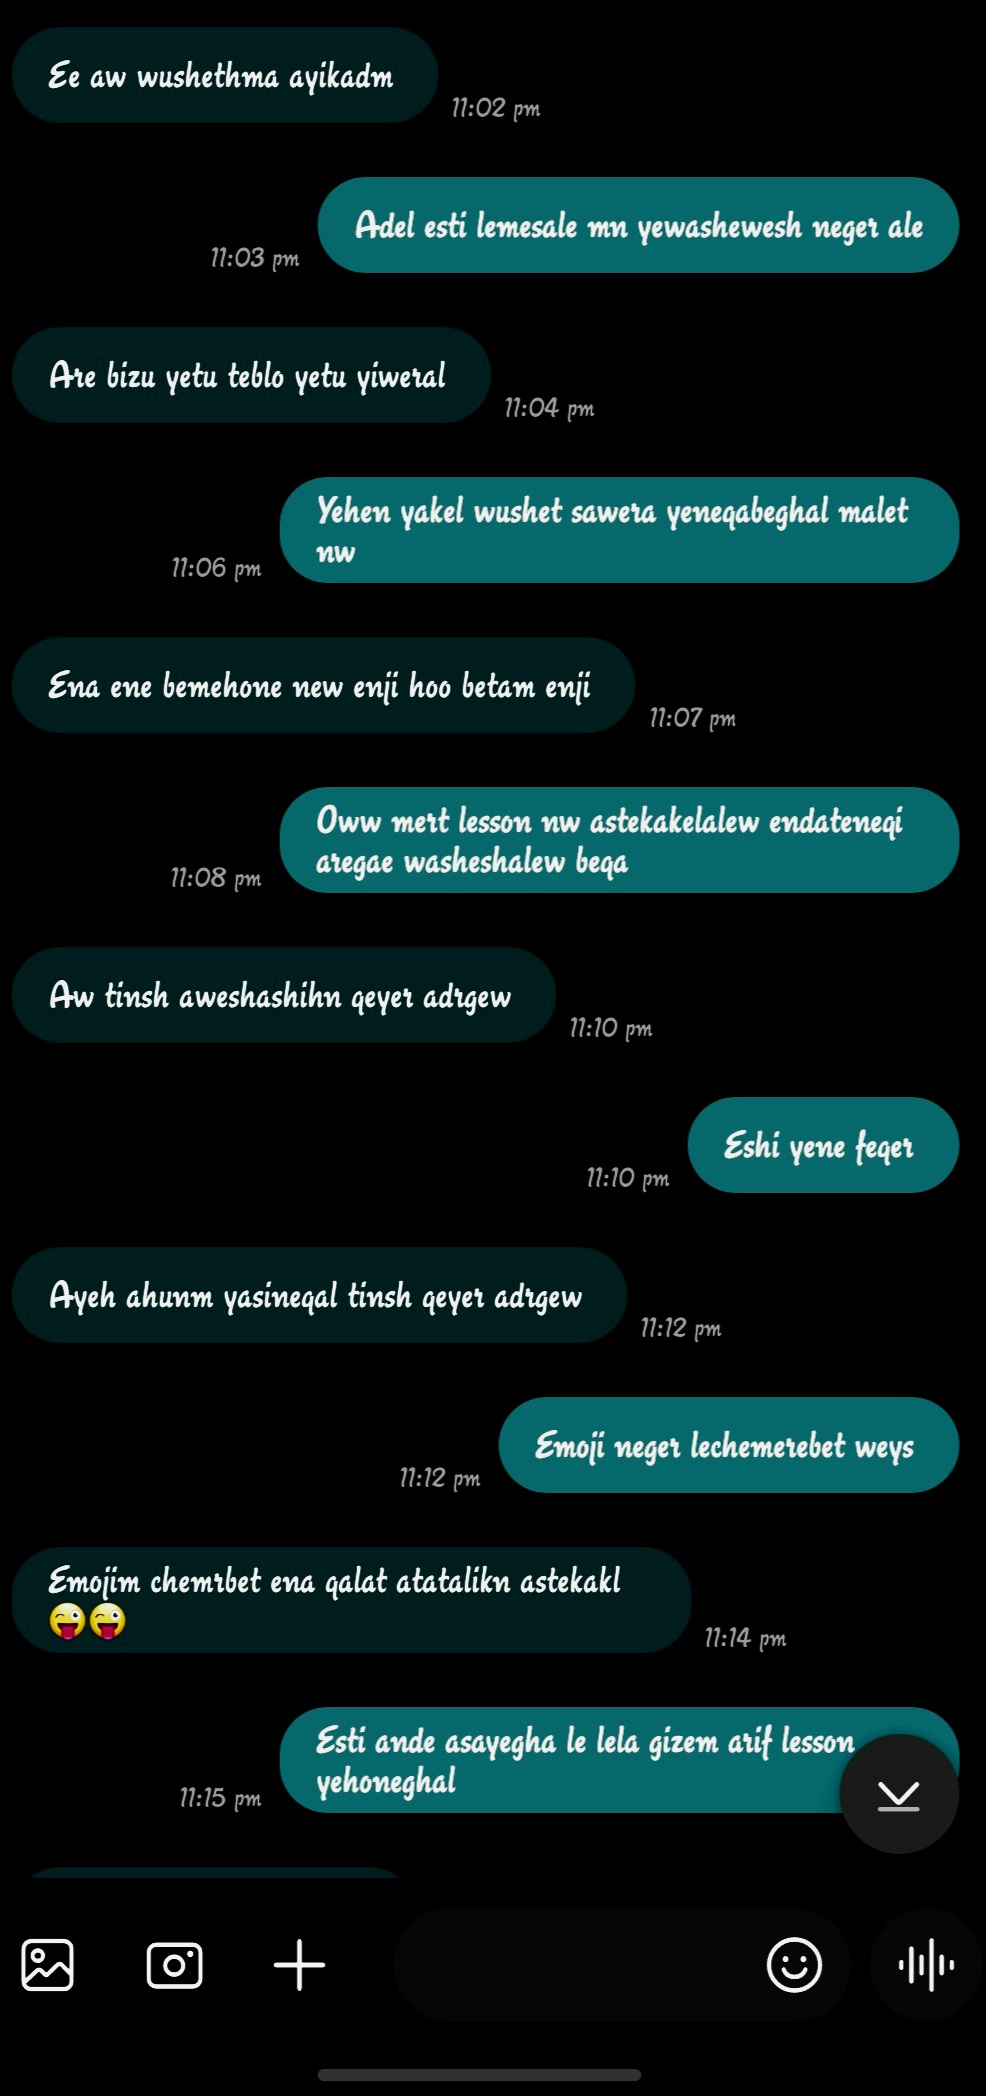 Ee aw wushethma ayikadm
11:02 pm
Adel esti lemesale mn yewashewesh neger ale
11:03 pm
Are bizu yetu teblo yetu yiweral
11:04 pm
Yehen yakel wushet sawera yeneqabeghal malet
nw
11:06 pm
Ena ene bemehone new enji hoo betam enji
11:07 pm
Oww mert lesson nw astekakelalew endateneqi
aregae washeshalew beqa
11:08 pm
Aw tinsh aweshashihn qeyer adrgew
11:10 pm
Eshi yene feqer
11:10 pm
Ayeh ahunm yasineqal tinsh qeyer adrgew
11:12 pm
Emoji neger lechemerebet weys
11:12 pm
Emojim chemrbet ena qalat atatalikn astekakl
😜😜
11:14 pm
Esti ande asayegha le lela gizem arif lesson
yehoneghal
11:15 pm